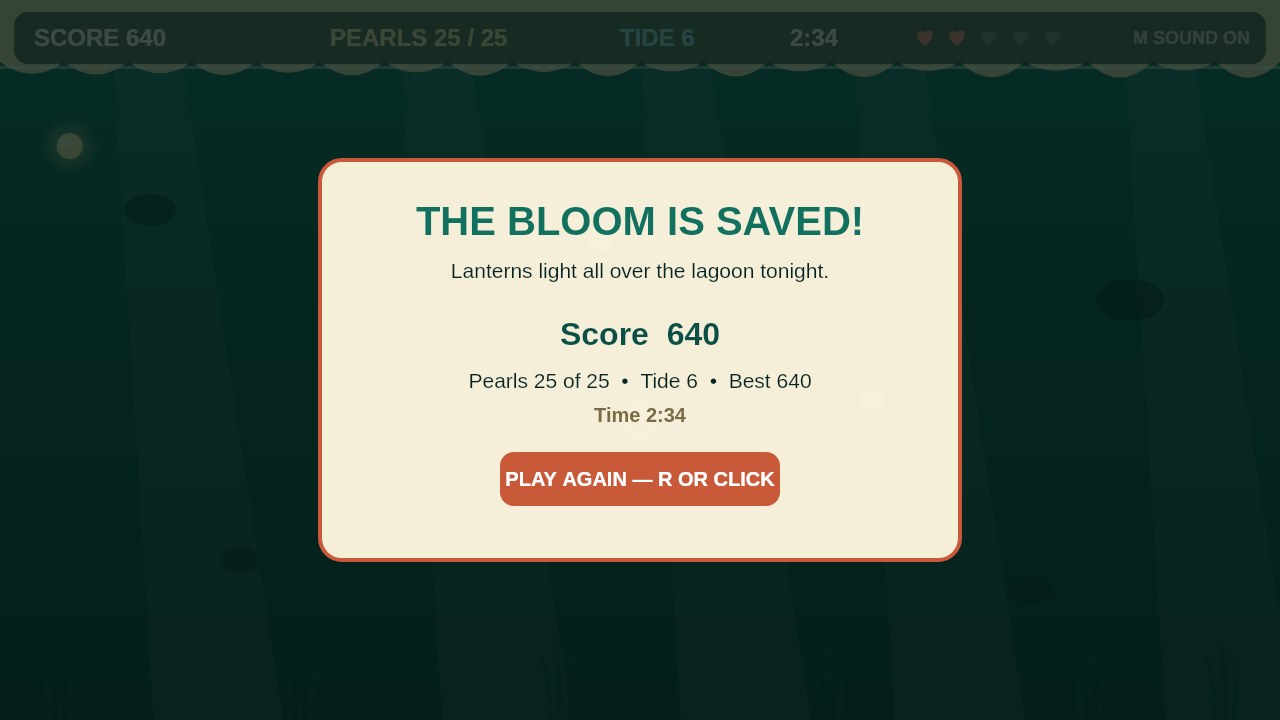 SCORE 640 PEARLS 25 / 25 TIDE 6 2:34 M SOUND ON
THE BLOOM IS SAVED!
Lanterns light all over the lagoon tonight.
Score 640
Pearls 25 of 25 • Tide 6 • Best 640
Time 2:34
PLAY AGAIN — R OR CLICK